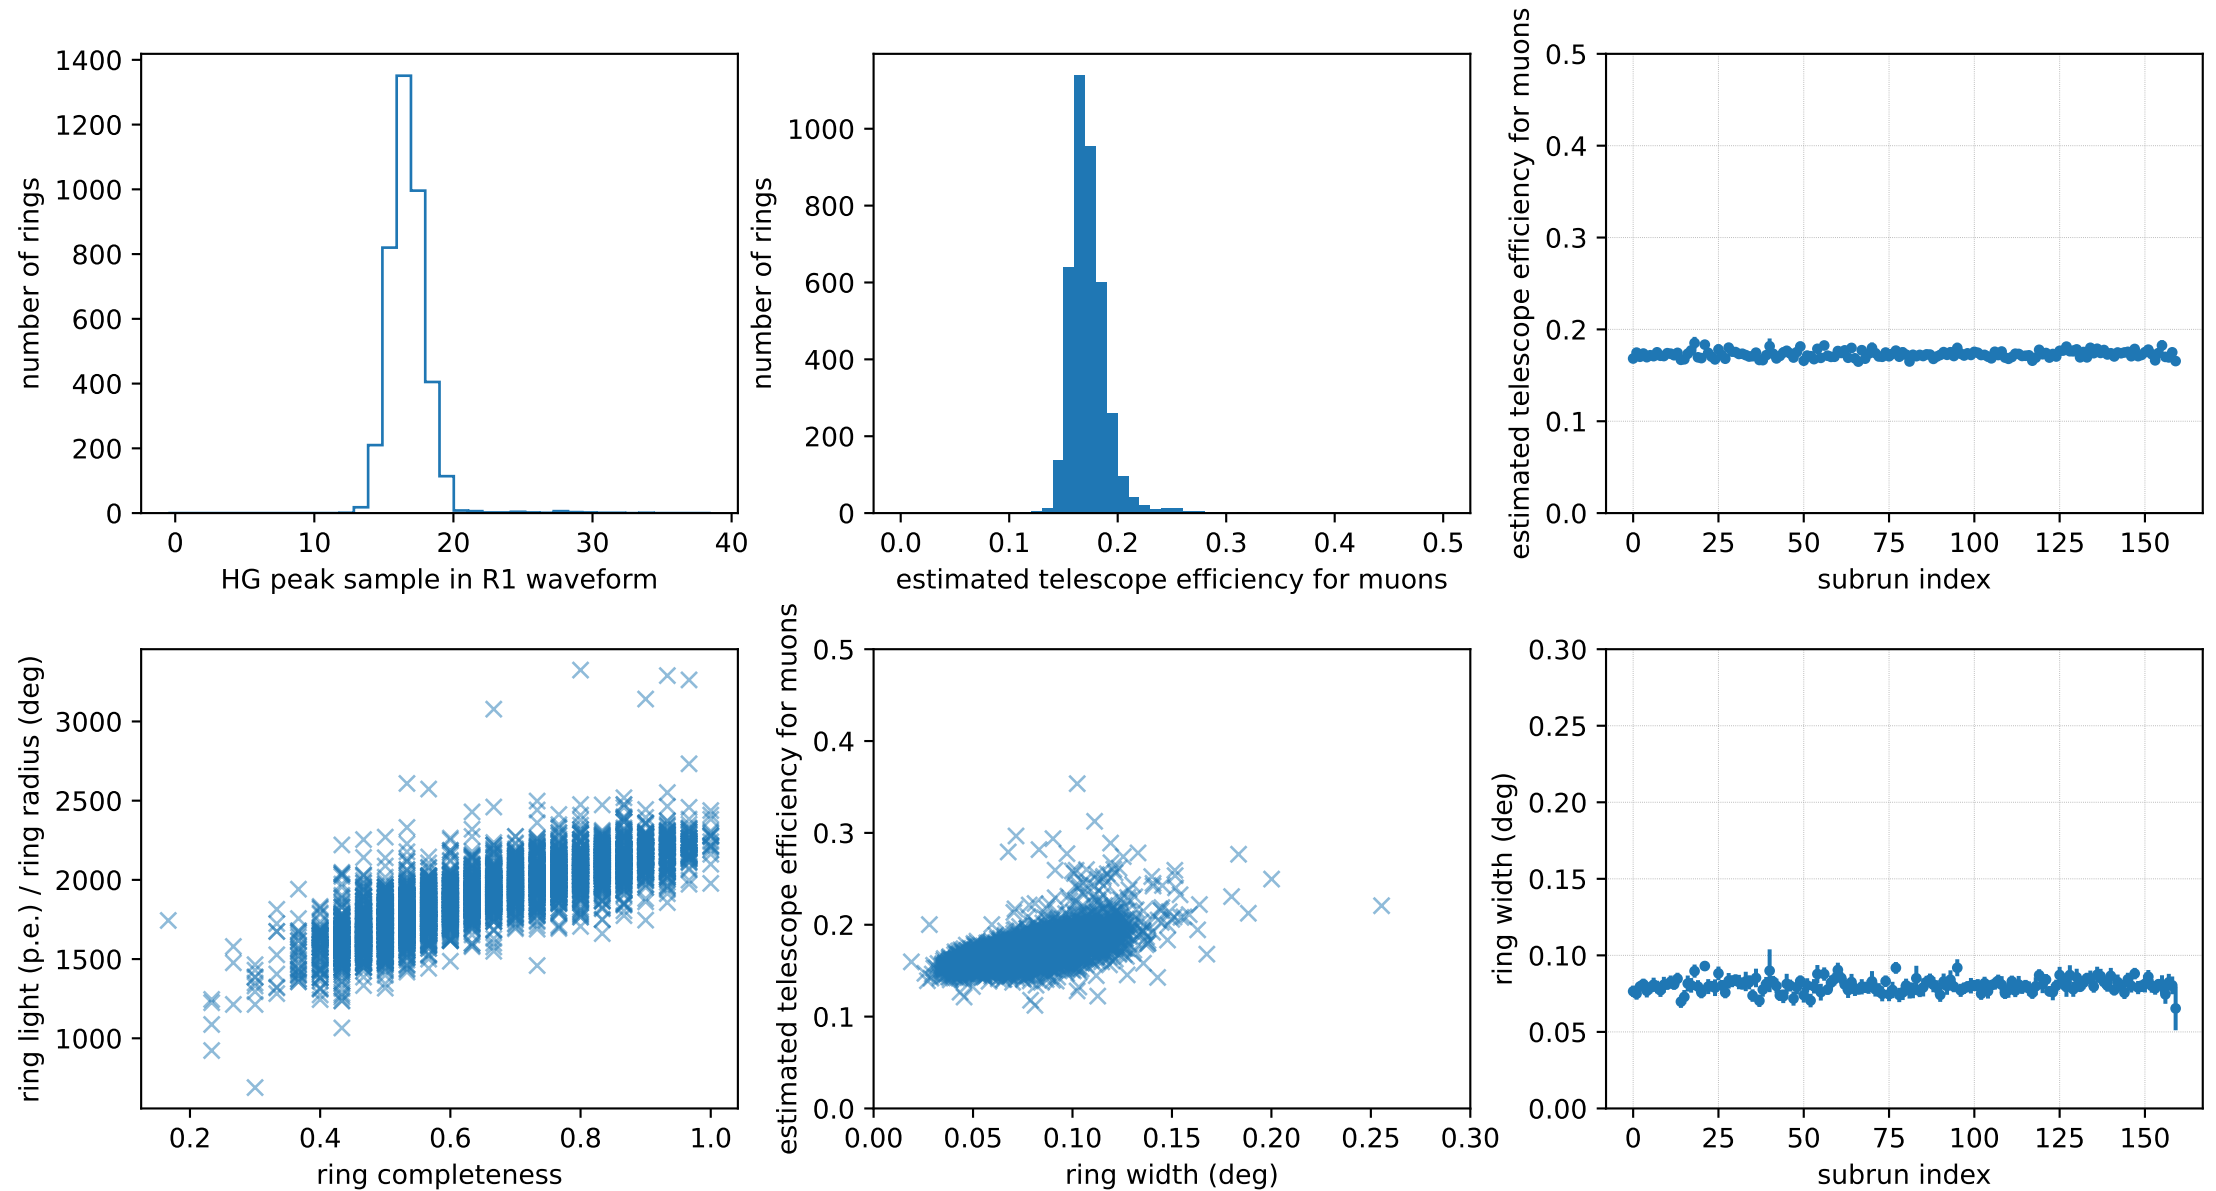 number of rings
1400
1200
1000
800
600
400
200
0
0 10 20 30 40
HG peak sample in R1 waveform
number of rings
1000
800
600
400
200
0
0.0 0.1 0.2 0.3 0.4 0.5
estimated telescope efficiency for muons
estimated telescope efficiency for muons
0.5
0.4
0.3
0.2
0.1
0.0
0 25 50 75 100 125 150
subrun index
ring light (p.e.) / ring radius (deg)
3000
2500
2000
1500
1000
0.2 0.4 0.6 0.8 1.0
ring completeness
estimated telescope efficiency for muons
0.5
0.4
0.3
0.2
0.1
0.0
0.00 0.05 0.10 0.15 0.20 0.25 0.30
ring width (deg)
ring width (deg)
0.30
0.25
0.20
0.15
0.10
0.05
0.00
0 25 50 75 100 125 150
subrun index